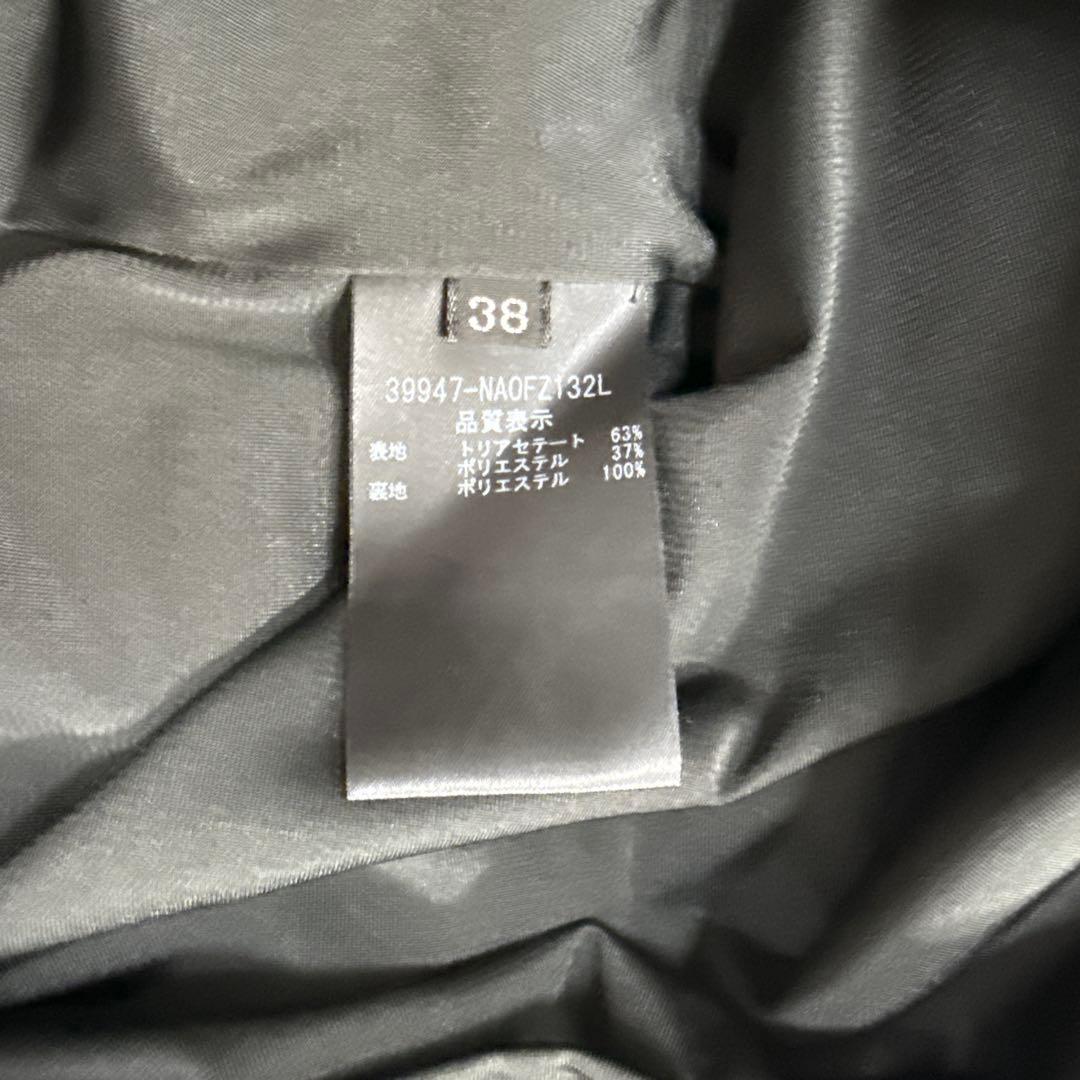 38
39947-NAOFZ132L
品質表示
表地 トリアセテート 63%
ポリエステル 37%
裏地 ポリエステル 100%